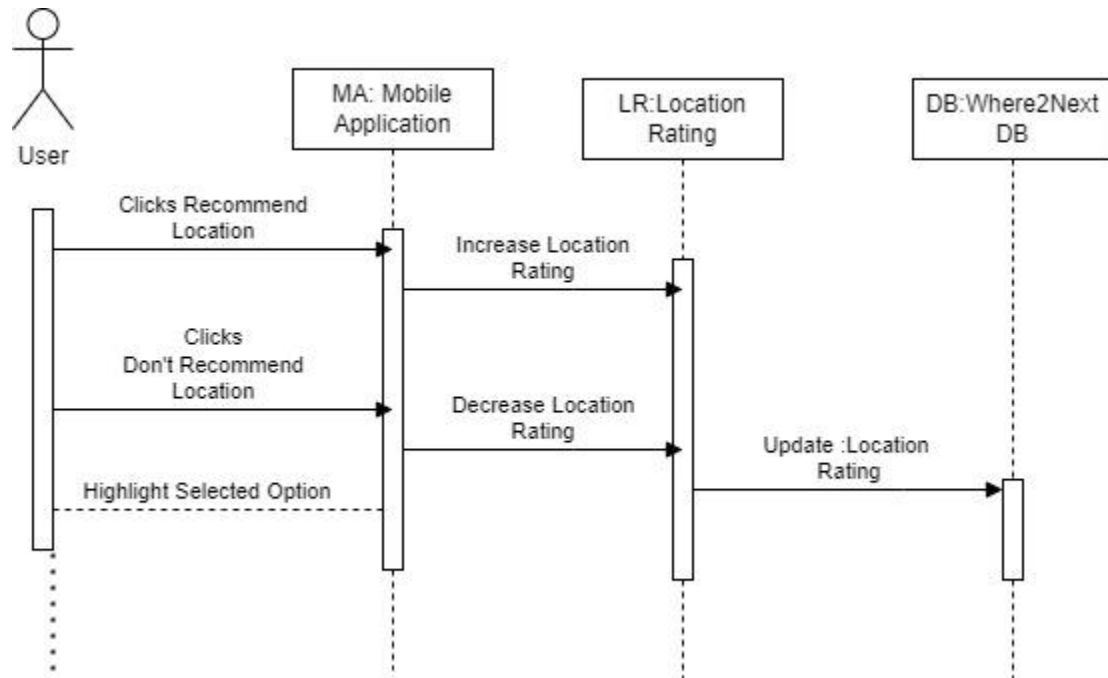 User
MA: Mobile
Application
LR:Location
Rating
DB:Where2Next
DB
Clicks Recommend
Location
Increase Location
Rating
Clicks
Don't Recommend
Location
Decrease Location
Rating
Update :Location
Rating
Highlight Selected Option